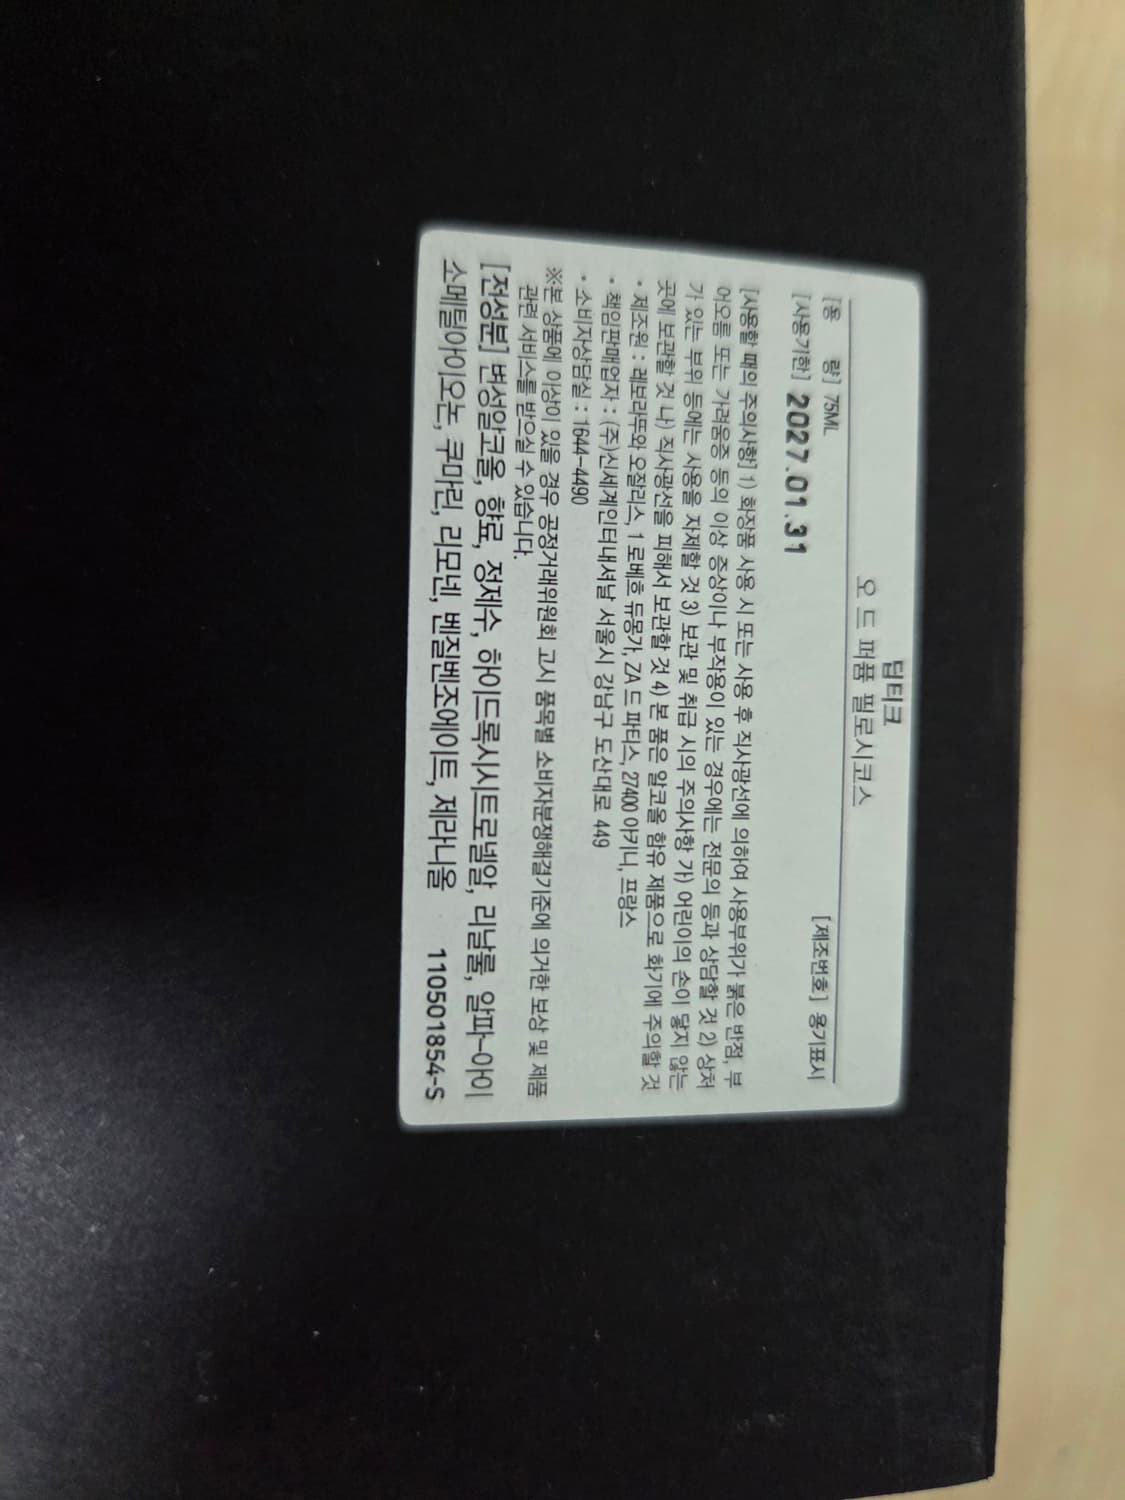 딥티크
오 드 퍼퓸 필로시코스
[용 량] 75ML
[제조번호] 용기표시
[사용기한] 2027.01.31
[사용할 때의 주의사항] 1) 화장품 사용 시 또는 사용 후 직사광선에 의하여 사용부위가 붉은 반점, 부
어오름 또는 가려움증 등의 이상 증상이나 부작용이 있는 경우에는 전문의 등과 상담할 것 2) 상처
가 있는 부위 등에는 사용을 자제할 것 3) 보관 및 취급 시의 주의사항 가) 어린이의 손이 닿지 않는
곳에 보관할 것 나) 직사광선을 피해서 보관할 것 4) 본 품은 알코올 함유 제품으로 화기에 주의할 것
• 제조원 : 레보라뚜와 오잘리스, 1 로베흐 듀몽가, ZA 드 파티스, 27400 아키니, 프랑스
• 책임판매업자 : (주)신세계인터내셔날 서울시 강남구 도산대로 449
• 소비자상담실 : 1644-4490
※본 상품에 이상이 있을 경우 공정거래위원회 고시 품목별 소비자분쟁해결기준에 의거한 보상 및 제품
관련 서비스를 받으실 수 있습니다.
[전성분] 변성알코올, 향료, 정제수, 하이드록시시트로넬알, 리날롤, 알파-아이
소메틸아이오논, 쿠마린, 리모넨, 벤질벤조에이트, 제라니올
110501854-S